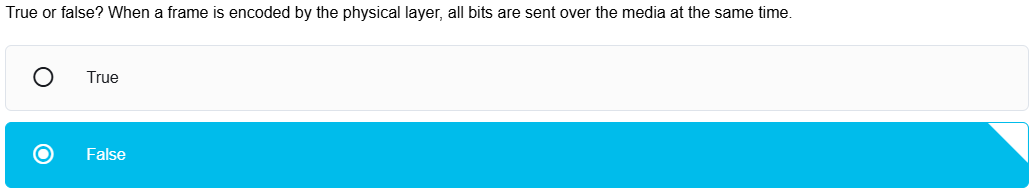 True or false? When a frame is encoded by the physical layer, all bits are sent over the media at the same time.
True
False